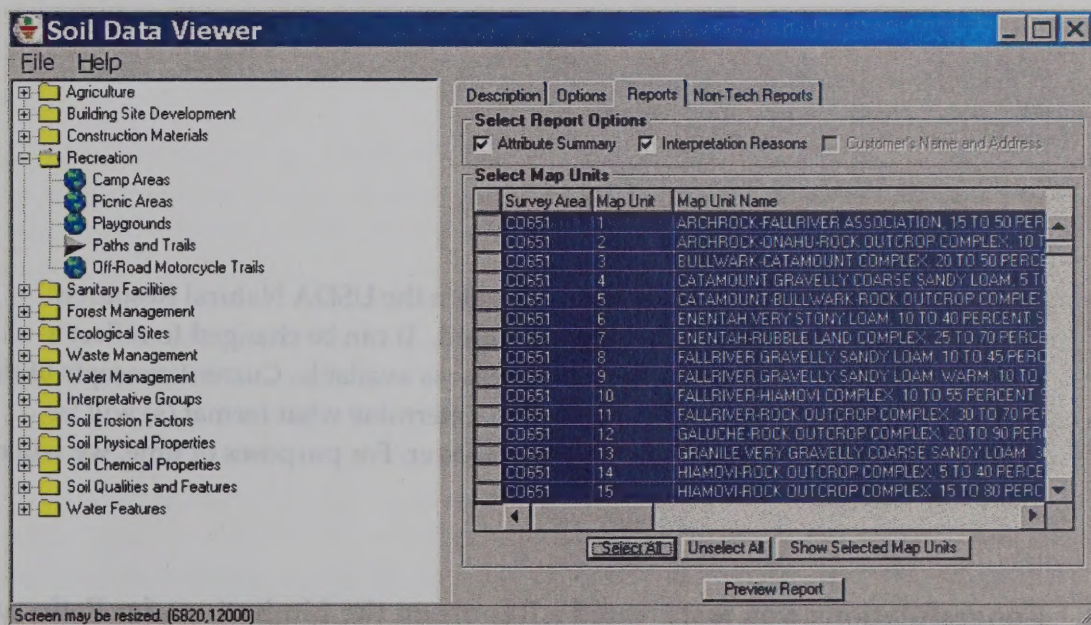 Soil Data Viewer
File Help
Agriculture
Building Site Development
Construction Materials
Recreation
Camp Areas
Picnic Areas
Playgrounds
Paths and Trails
Off-Road Motorcycle Trails
Sanitary Facilities
Forest Management
Ecological Sites
Waste Management
Water Management
Interpretative Groups
Soil Erosion Factors
Soil Physical Properties
Soil Chemical Properties
Soil Qualities and Features
Water Features
Description Options Reports Non-Tech Reports
Select Report Options
Attribute Summary Interpretation Reasons Customer's Name and Address
Select Map Units
Survey Area Map Unit Map Unit Name
CO651 1 ARCHROCK-FALLRIVER ASSOCIATION, 15 TO 50 PER
CO651 2 ARCHROCK-ONAHU-ROCK OUTCROP COMPLEX, 10 T
CO651 3 BULLWARK-CATAMOUNT COMPLEX, 20 TO 50 PERCE
CO651 4 CATAMOUNT GRAVELLY COARSE SANDY LOAM, 5 TO
CO651 5 CATAMOUNT-BULLWARK-ROCK OUTCROP COMPLE
CO651 6 ENENTAH VERY STONY LOAM, 10 TO 40 PERCENT S
CO651 7 ENENTAH-RUBBLE LAND COMPLEX, 25 TO 70 PERCE
CO651 8 FALLRIVER GRAVELLY SANDY LOAM, 10 TO 45 PERC
CO651 9 FALLRIVER GRAVELLY SANDY LOAM, WARM, 10 TO
CO651 10 FALLRIVER-HIAMOVI COMPLEX, 10 TO 55 PERCENT S
CO651 11 FALLRIVER-ROCK OUTCROP COMPLEX, 30 TO 70 PE
CO651 12 GALUCHE-ROCK OUTCROP COMPLEX, 20 TO 90 PER
CO651 13 GRANILE VERY GRAVELLY COARSE SANDY LOAM, 3
CO651 14 HIAMOVI-ROCK OUTCROP COMPLEX, 5 TO 40 PERCE
CO651 15 HIAMOVI-ROCK OUTCROP COMPLEX, 15 TO 80 PERC
Select All Unselect All Show Selected Map Units
Preview Report
Screen may be resized. (6820,12000)